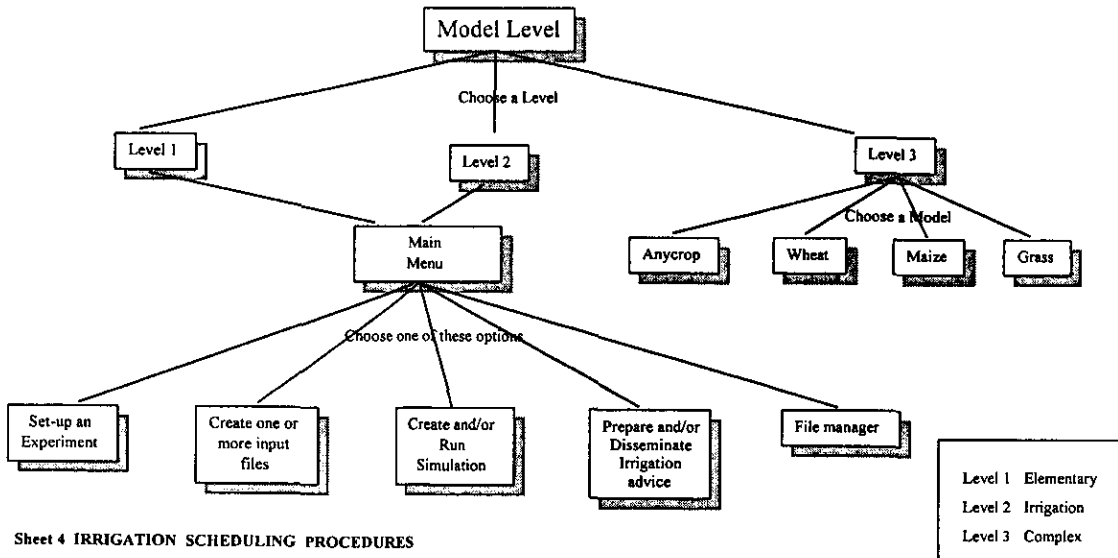 Model Level
Choose a Level
Level 1
Level 2
Level 3
Choose a Model
Main
Menu
Anycrop
Wheat
Maize
Grass
Choose one of these options
Set-up an
Experiment
Create one or
more input
files
Create and/or
Run
Simulation
Prepare and/or
Disseminate
Irrigation
advice
File manager
Level 1 Elementary
Level 2 Irrigation
Level 3 Complex
Sheet 4 IRRIGATION SCHEDULING PROCEDURES